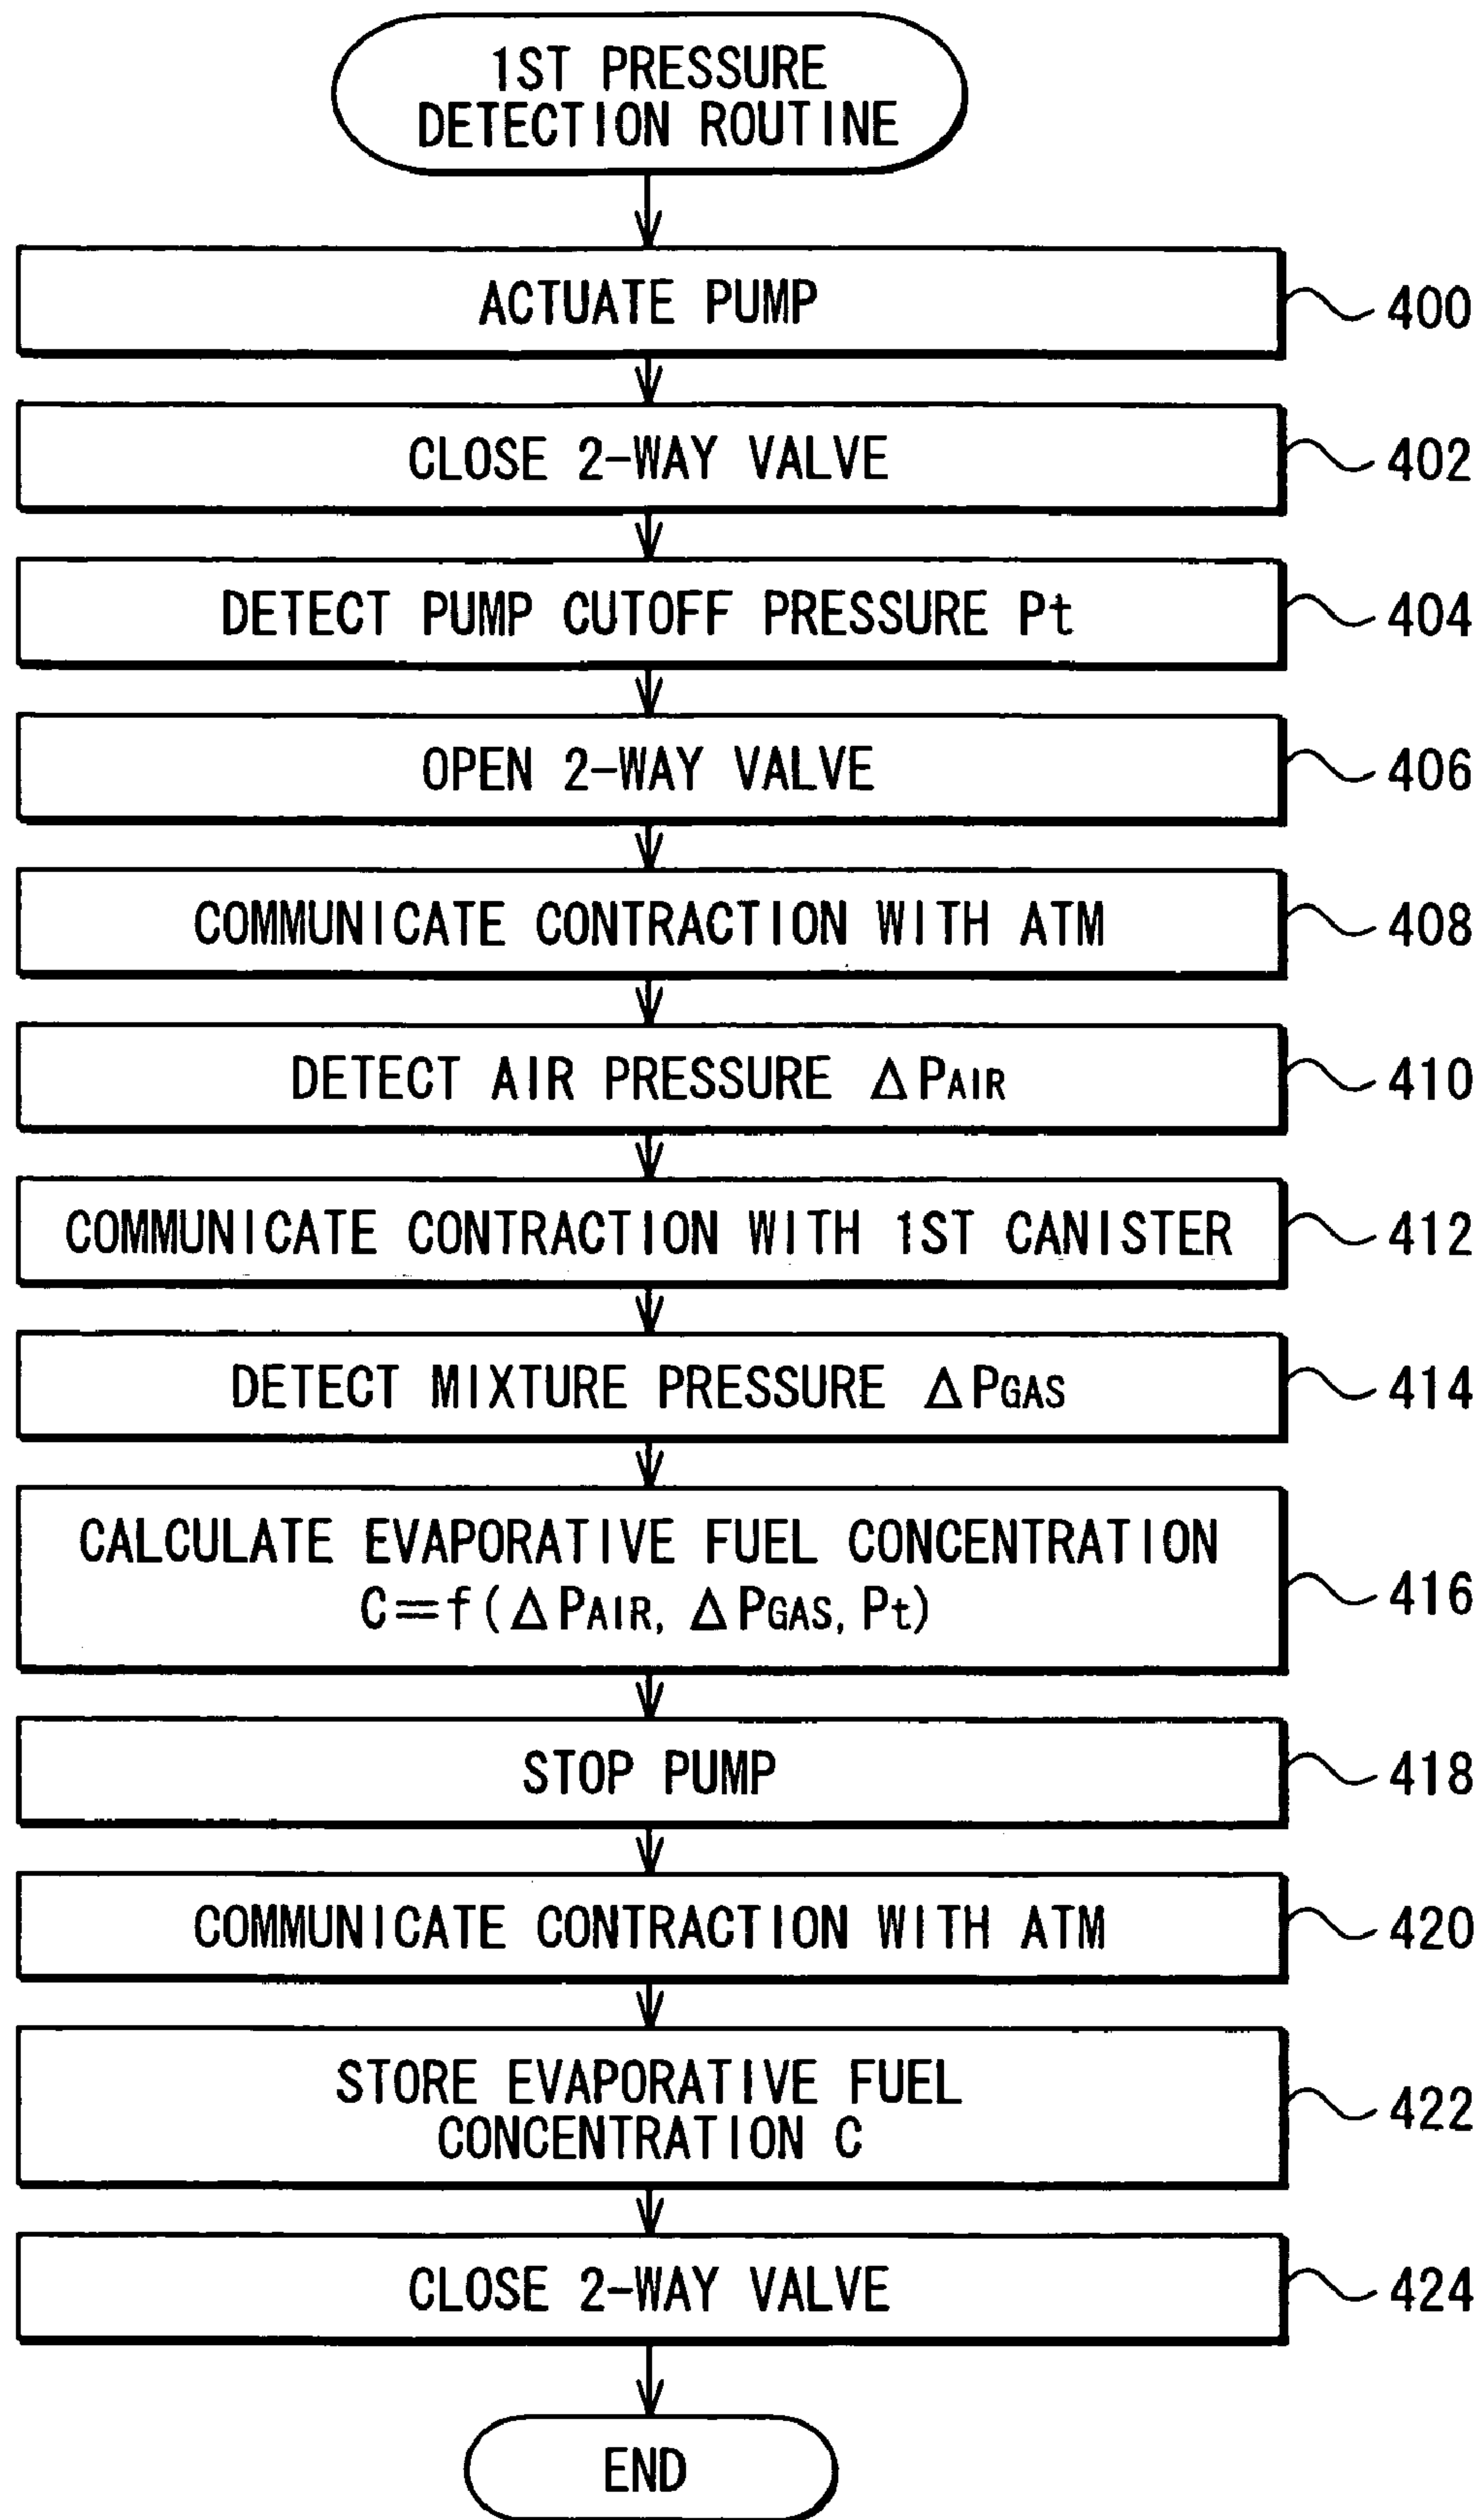 1ST PRESSURE
DETECTION ROUTINE
ACTUATE PUMP
400
CLOSE 2-WAY VALVE
402
DETECT PUMP CUTOFF PRESSURE Pt
404
OPEN 2-WAY VALVE
406
COMMUNICATE CONTRACTION WITH ATM
408
DETECT AIR PRESSURE ΔPAIR
410
COMMUNICATE CONTRACTION WITH 1ST CANISTER
412
DETECT MIXTURE PRESSURE ΔPGAS
414
CALCULATE EVAPORATIVE FUEL CONCENTRATION
C=f(ΔPAIR, ΔPGAS, Pt)
416
STOP PUMP
418
COMMUNICATE CONTRACTION WITH ATM
420
STORE EVAPORATIVE FUEL
CONCENTRATION C
422
CLOSE 2-WAY VALVE
424
END